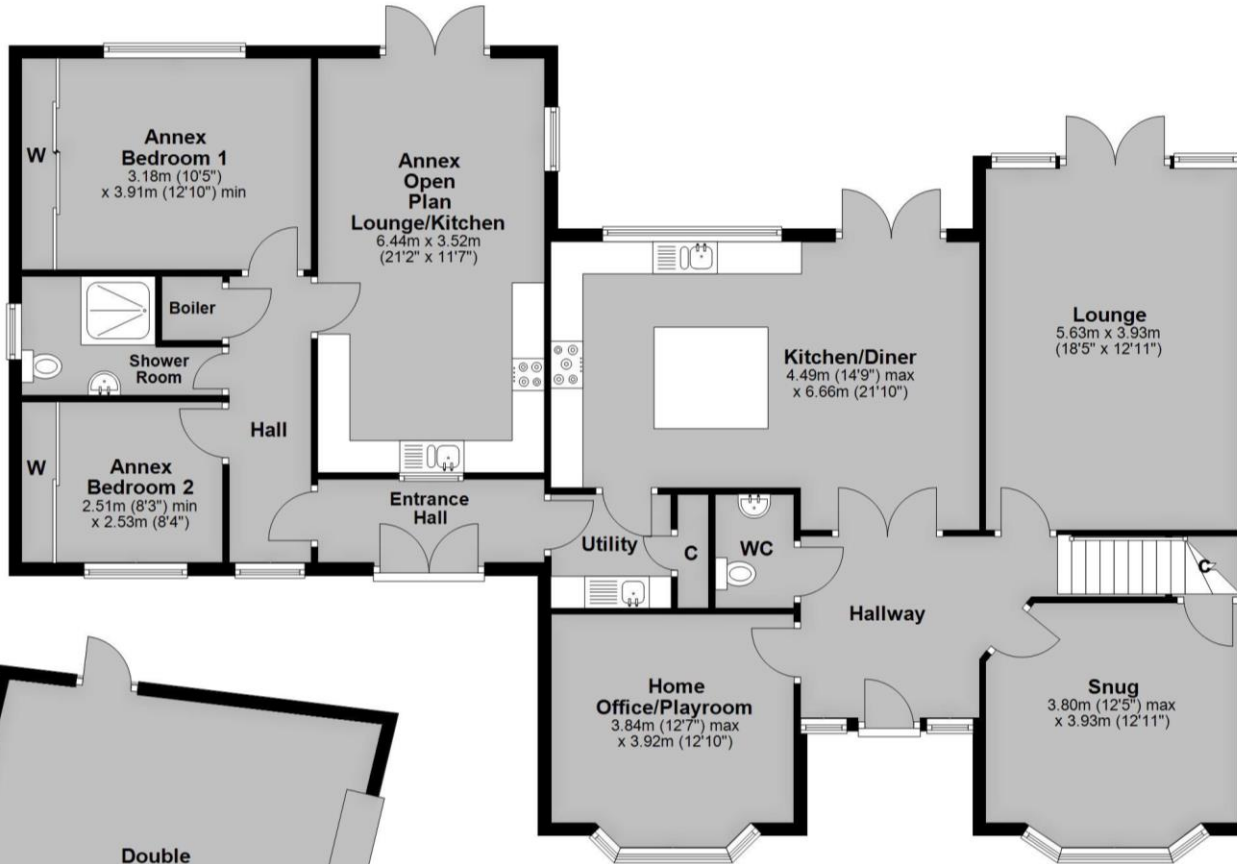 Annex
Bedroom 1
3.18m (10'5")
x 3.91m (12'10") min
W
Annex
Open
Plan
Lounge/Kitchen
6.44m x 3.52m
(21'2" x 11'7")
Boiler
Shower
Room
Hall
W
Annex
Bedroom 2
2.51m (8'3") min
x 2.53m (8'4")
Entrance
Hall
Kitchen/Diner
4.49m (14'9") max
x 6.66m (21'10")
Lounge
5.63m x 3.93m
(18'5" x 12'11")
Utility
C
WC
C
Hallway
Home
Office/Playroom
3.84m (12'7") max
x 3.92m (12'10")
Snug
3.80m (12'5") max
x 3.93m (12'11")
Double